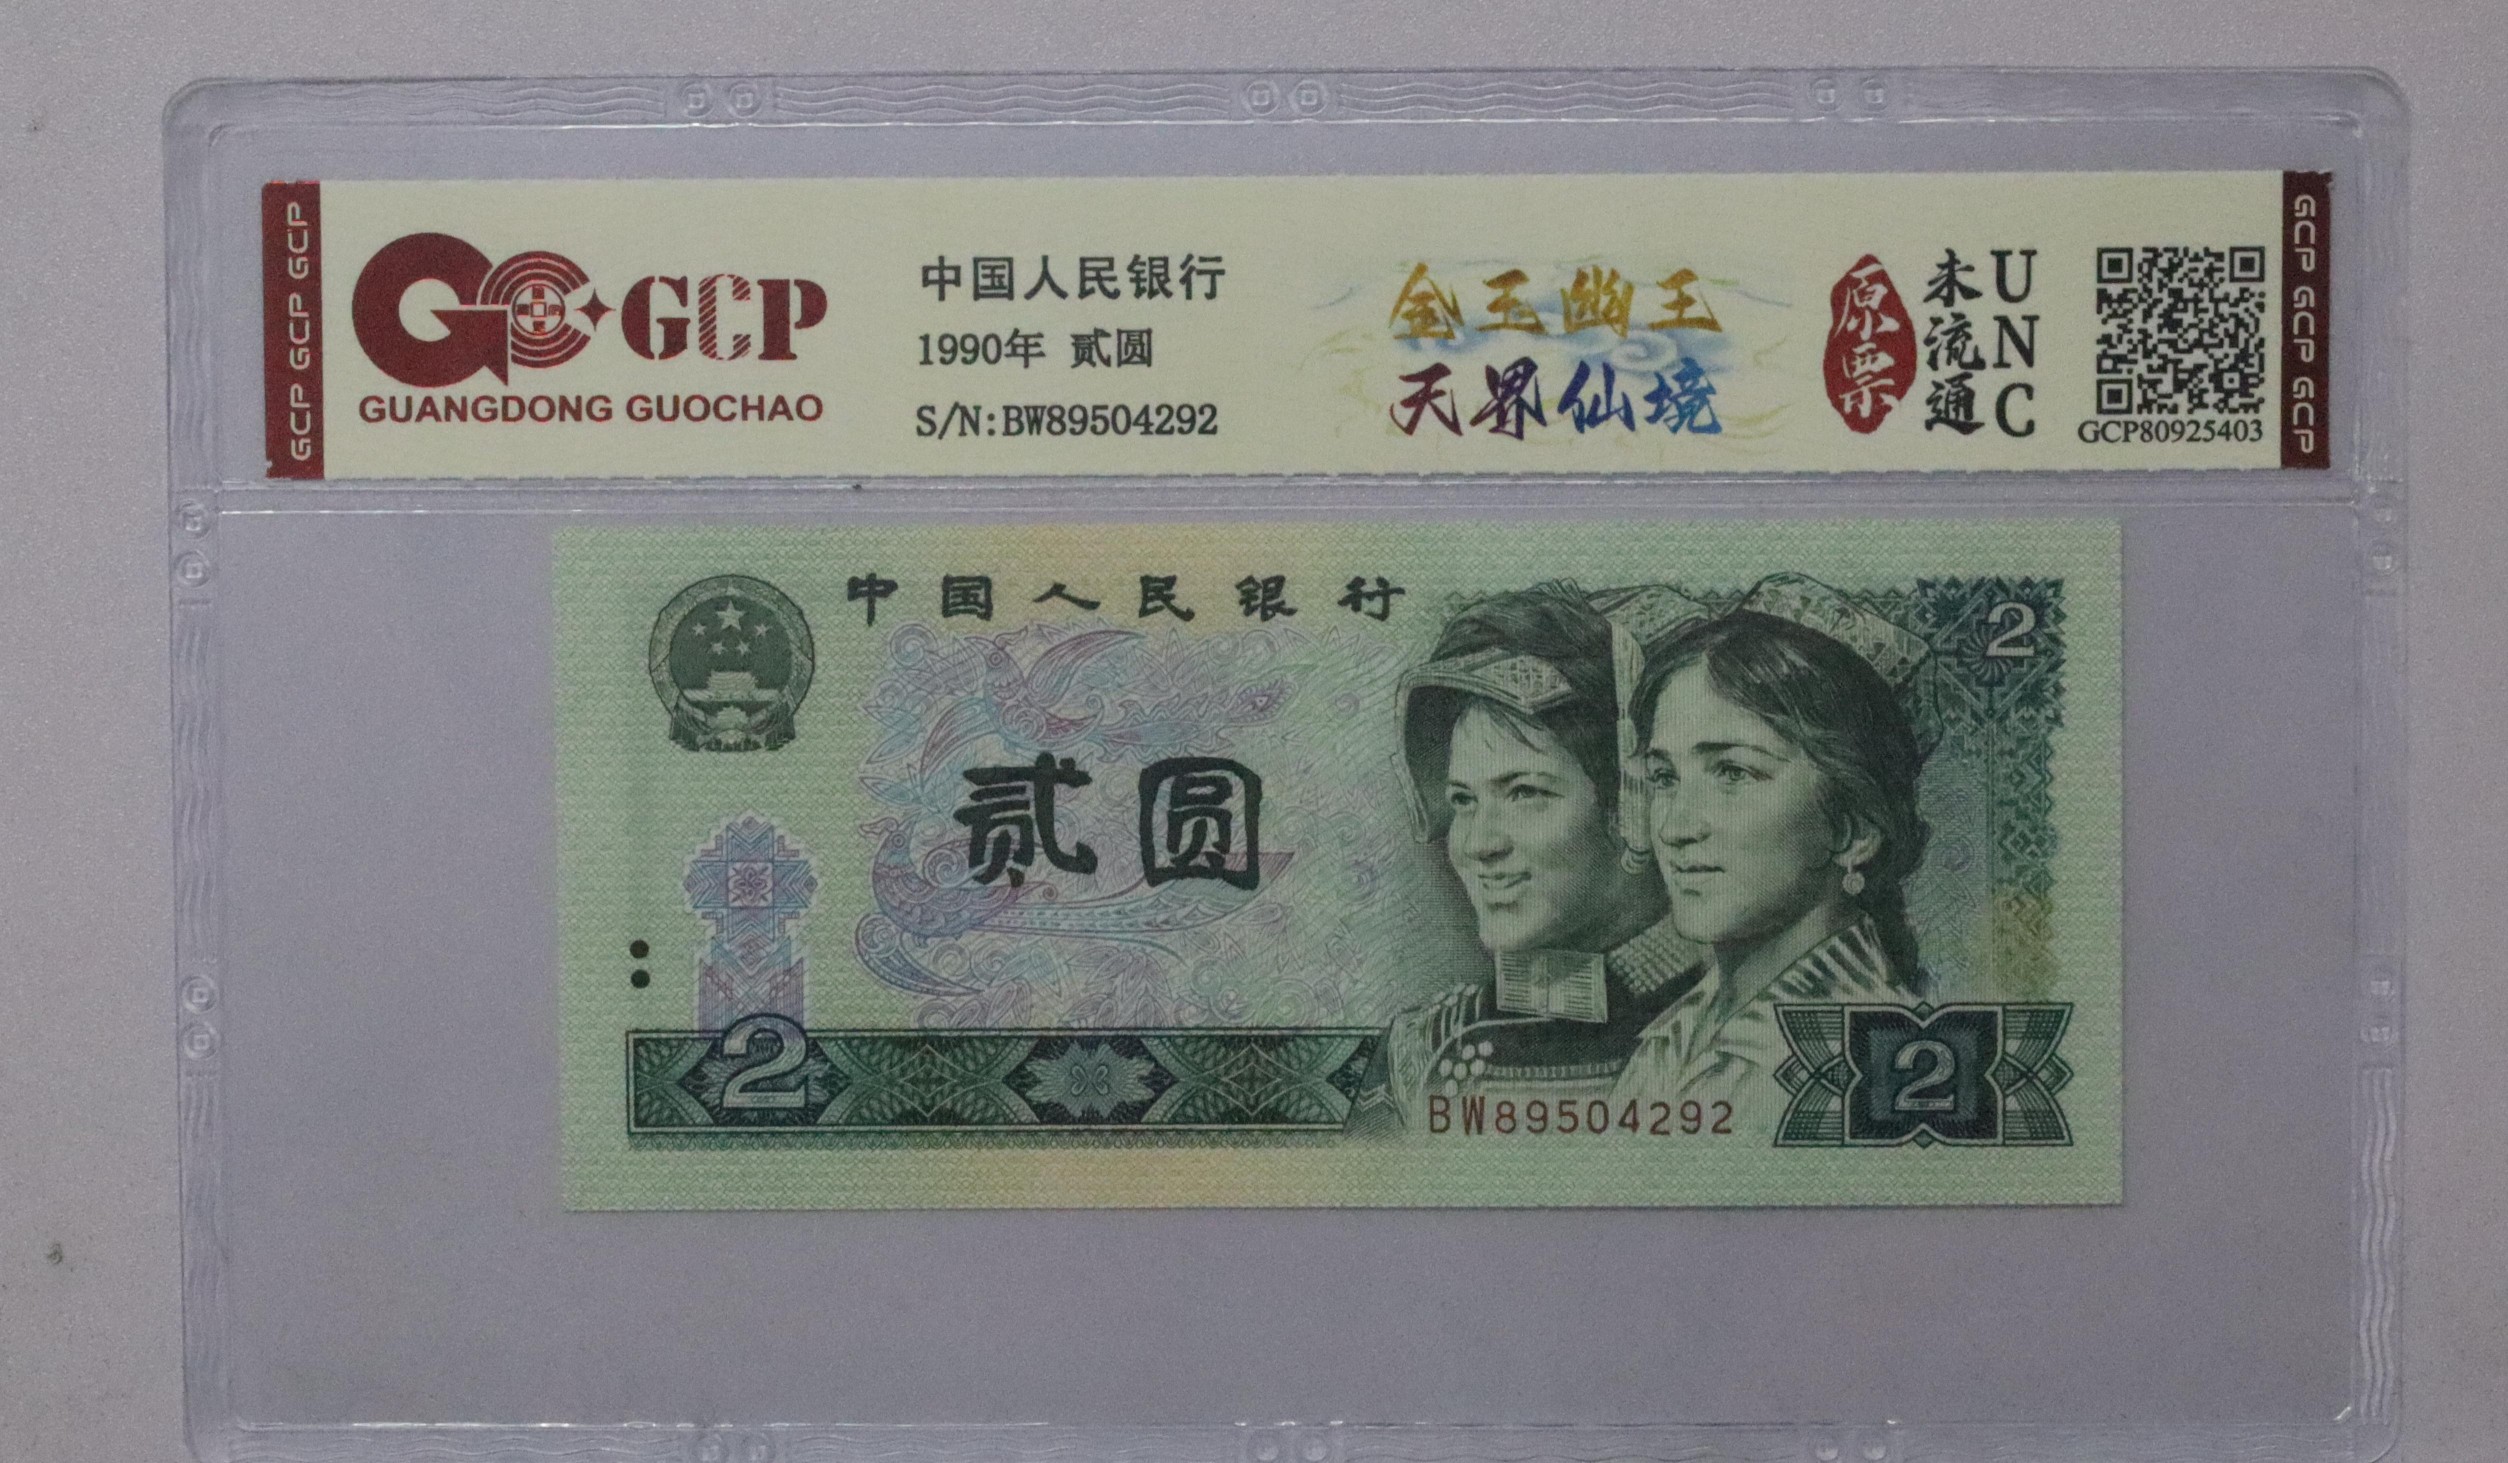 GCP GCP GCP
GCP
GUANGDONG GUOCHAO
中国人民银行
1990年 贰圆
S/N:BW89504292
金玉幽王
天界仙境
原票
未流通
UNC
GCP80925403
GCP GCP GCP
中国人民银行
2
贰圆
2
BW89504292
2